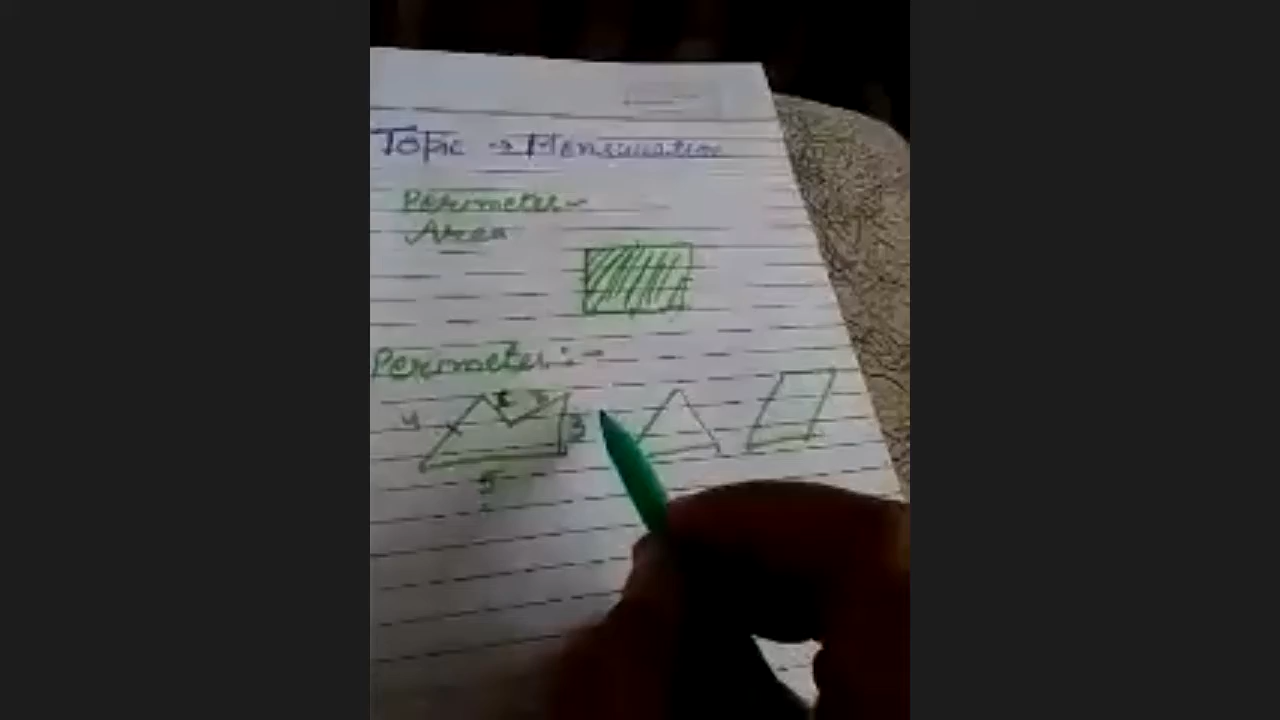 Topic → Mensuration
Perimeter -
Area
Perimeter :-
4 3
5